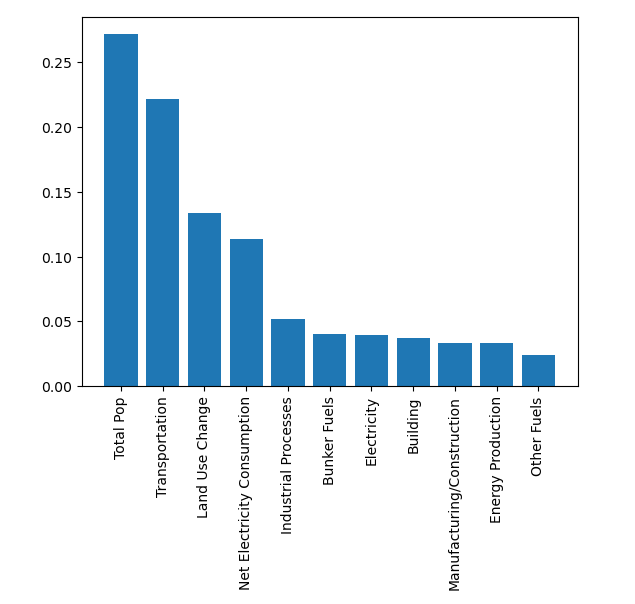 0.25
0.20
0.15
0.10
0.05
0.00
Total Pop
Transportation
Land Use Change
Net Electricity Consumption
Industrial Processes
Bunker Fuels
Electricity
Building
Manufacturing/Construction
Energy Production
Other Fuels